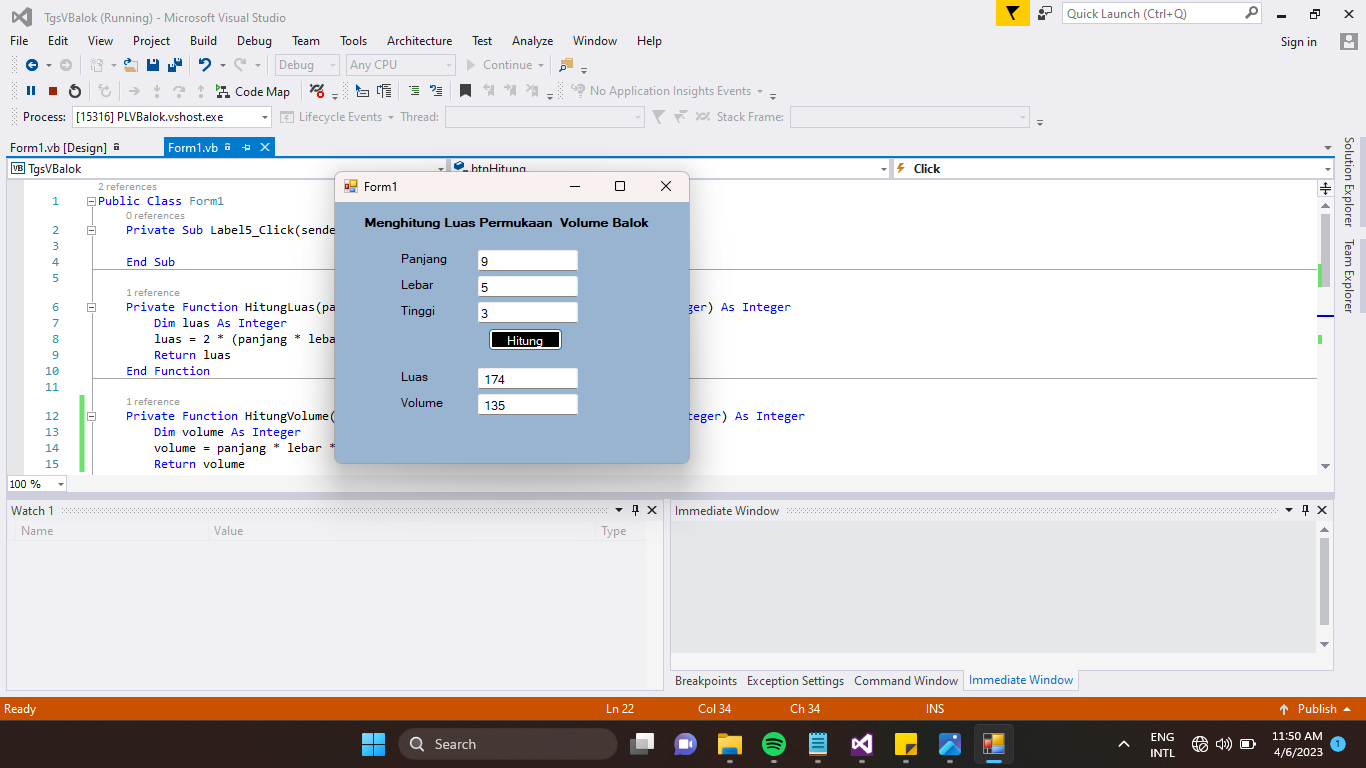 TgsVBalok (Running) - Microsoft Visual Studio
Quick Launch (Ctrl+Q)
File Edit View Project Build Debug Team Tools Architecture Test Analyze Window Help
Sign in
Debug Any CPU Continue
Code Map
No Application Insights Events
Process: [15316] PLVBalok.vshost.exe Lifecycle Events Thread: Stack Frame:
Form1.vb [Design] Form1.vb
TgsVBalok btnHitung Click
Solution Explorer
Team Explorer
2 references
1 Public Class Form1
0 references
2 Private Sub Label5_Click(sende
3
4 End Sub
5
1 reference
6 Private Function HitungLuas(pa ger) As Integer
7 Dim luas As Integer
8 luas = 2 * (panjang * leba
9 Return luas
10 End Function
11
1 reference
12 Private Function HitungVolume( teger) As Integer
13 Dim volume As Integer
14 volume = panjang * lebar *
15 Return volume
100 %
Form1
Menghitung Luas Permukaan Volume Balok
Panjang 9
Lebar 5
Tinggi 3
Hitung
Luas 174
Volume 135
Watch 1
Name Value Type
Immediate Window
Breakpoints Exception Settings Command Window Immediate Window
Ready Ln 22 Col 34 Ch 34 INS Publish
Search
ENG
INTL
11:50 AM
4/6/2023
1